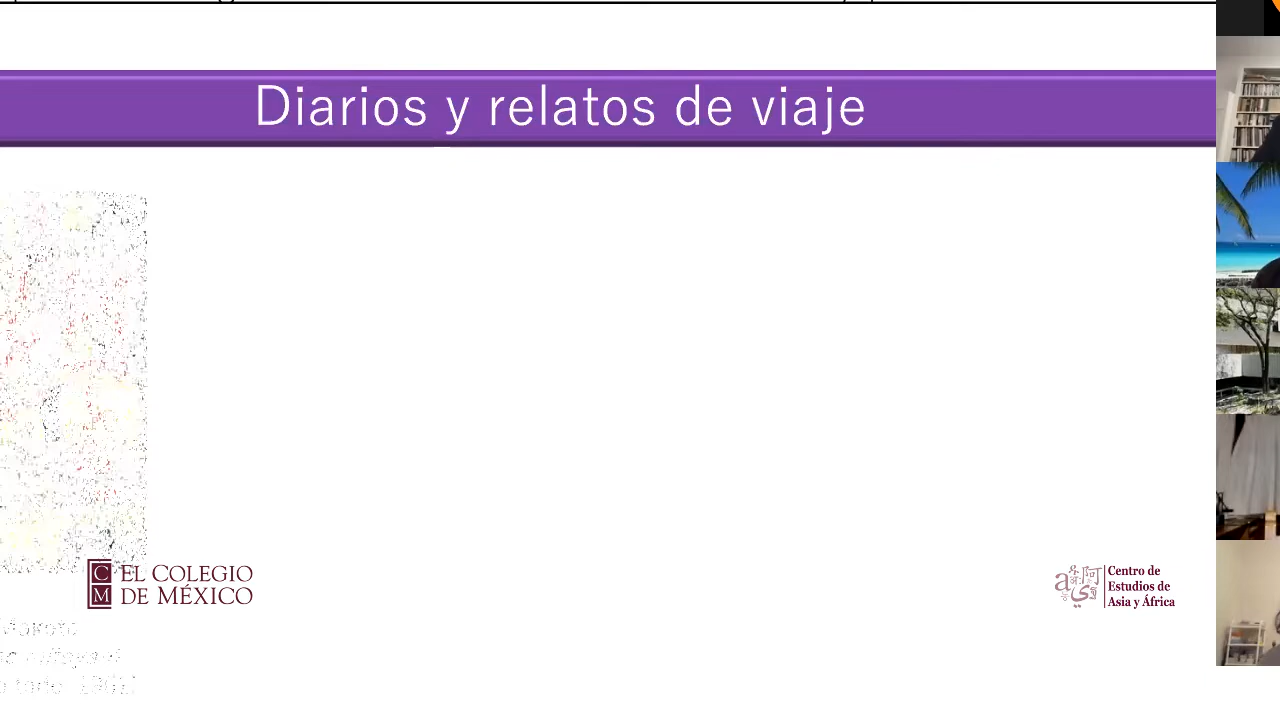 Diarios y relatos de viaje
C
M
EL COLEGIO
DE MÉXICO
Centro de
Estudios de
Asia y África